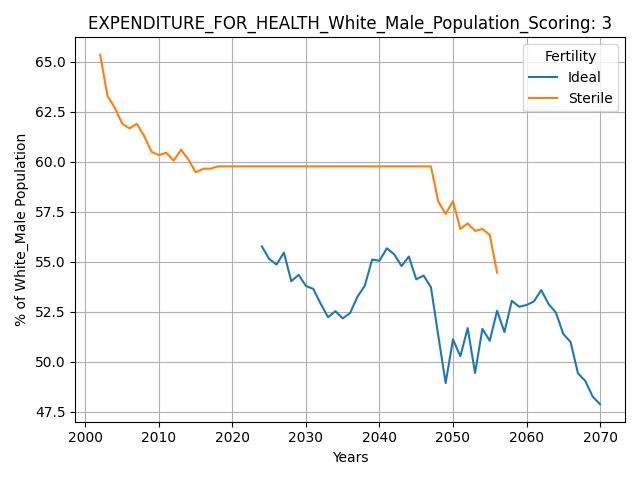 EXPENDITURE_FOR_HEALTH_White_Male_Population_Scoring: 3
Fertility
Ideal
Sterile
% of White_Male Population
65.0
62.5
60.0
57.5
55.0
52.5
50.0
47.5
2000 2010 2020 2030 2040 2050 2060 2070
Years